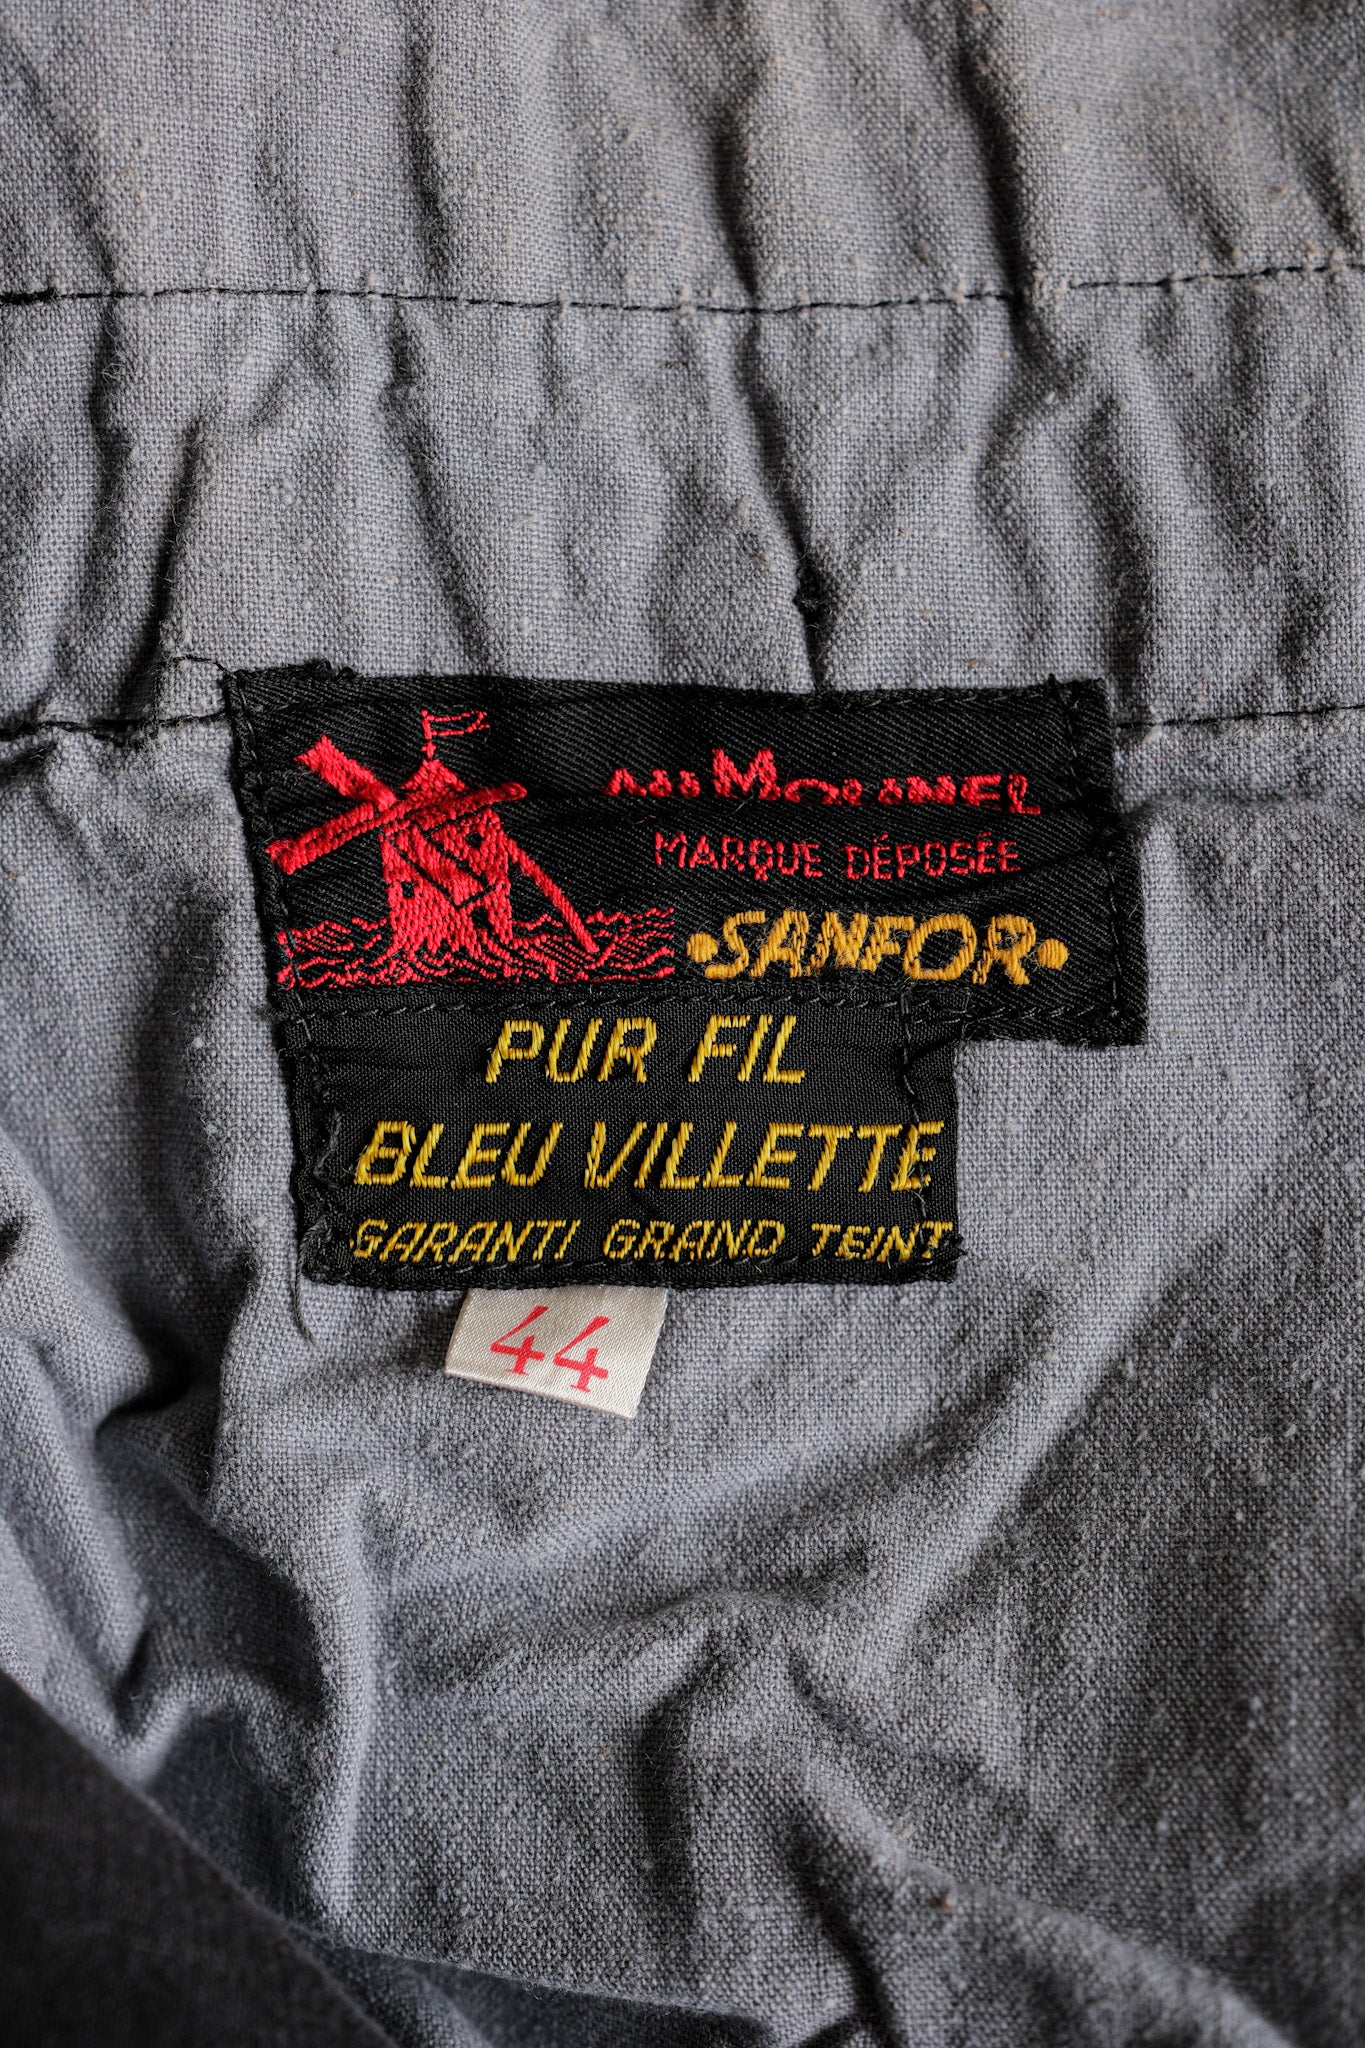 AU MOLINEL
MARQUE DÉPOSÉE
•SANFOR•
PUR FIL
BLEU VILLETTE
GARANTI GRAND TEINT
44